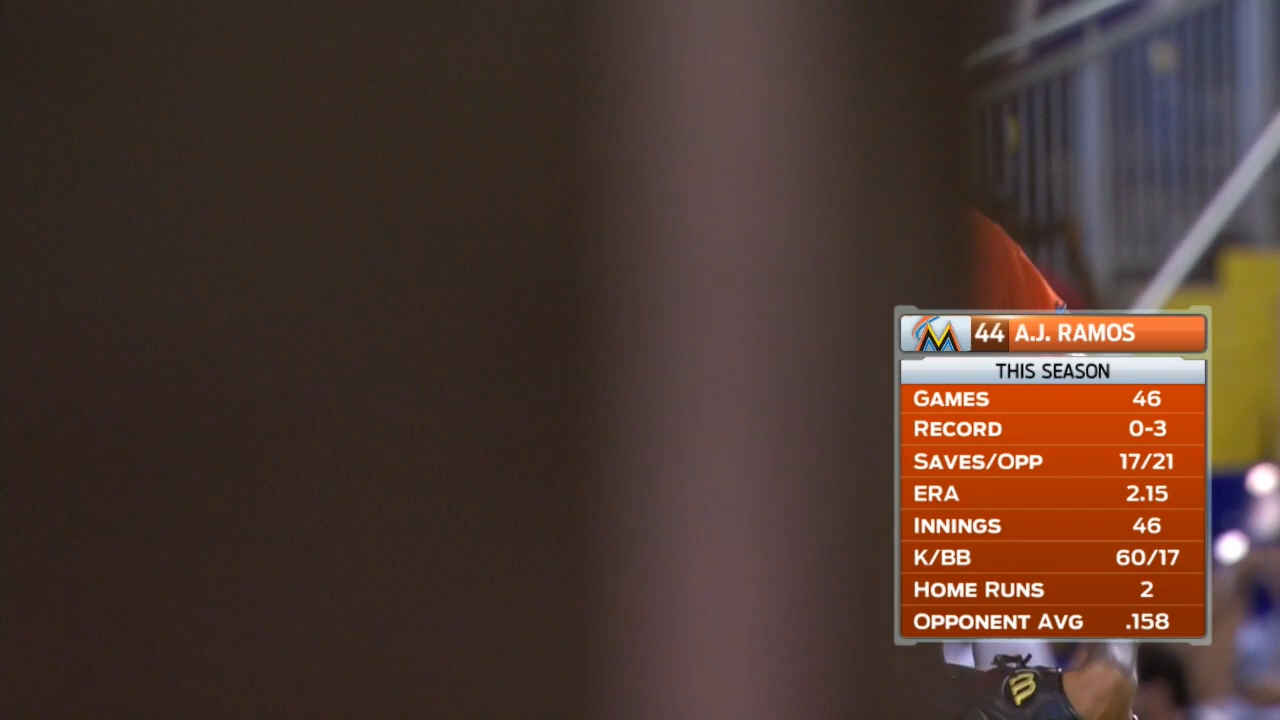 44 A.J. RAMOS
THIS SEASON
GAMES 46
RECORD 0-3
SAVES/OPP 17/21
ERA 2.15
INNINGS 46
K/BB 60/17
HOME RUNS 2
OPPONENT AVG .158